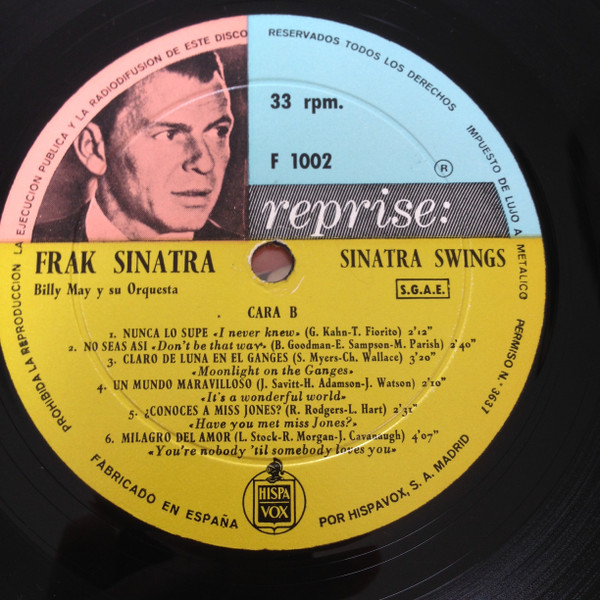 PROHIBIDA LA REPRODUCCION LA EJECUCION PUBLICA Y LA RADIODIFUSION DE ESTE DISCO
RESERVADOS TODOS LOS DERECHOS
IMPUESTO DE LUJO A METALICO PERMISO N.º 3637
33 rpm.
F 1002
R
reprise:
FRAK SINATRA
SINATRA SWINGS
Billy May y su Orquesta
S.G.A.E.
CARA B
1. NUNCA LO SUPE «I never knew» (G. Kahn-T. Fiorito) 2'12"
2. NO SEAS ASI «Don't be that way» (B. Goodman-E. Sampson-M. Parish) 2'40"
3. CLARO DE LUNA EN EL GANGES (S. Myers-Ch. Wallace) 3'20"
«Moonlight on the Ganges»
4. UN MUNDO MARAVILLOSO (J. Savitt-H. Adamson-J. Watson) 2'10"
«It's a wonderful world»
5. ¿CONOCES A MISS JONES? (R. Rodgers-L. Hart) 2'31"
«Have you met miss Jones?»
6. MILAGRO DEL AMOR (L. Stock-R. Morgan-J. Cavanaugh) 4'07"
«You're nobody 'til somebody loves you»
HISPA
VOX
FABRICADO EN ESPAÑA
POR HISPAVOX, S. A. MADRID